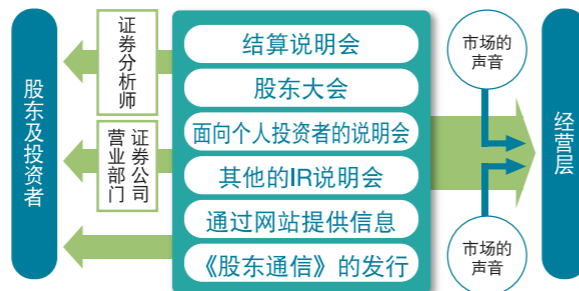 股东及投资者
证券分析师
证券公司
营业部门
结算说明会
股东大会
面向个人投资者的说明会
其他的IR说明会
通过网站提供信息
《股东通信》的发行
市场的
声音
市场的
声音
经营层